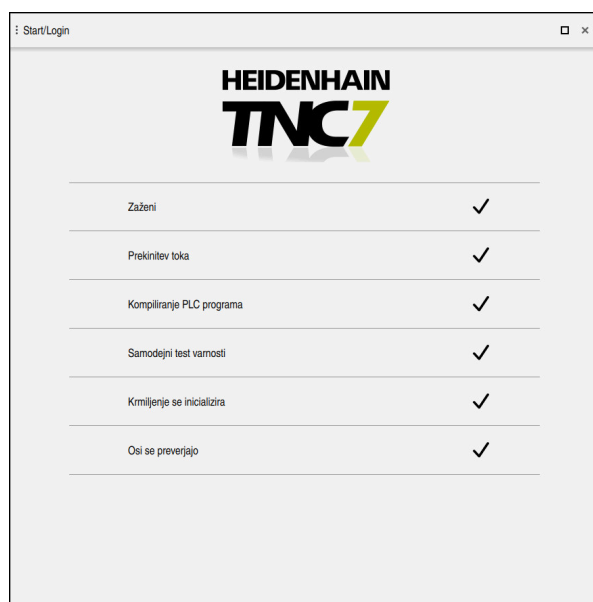 Start/Login
HEIDENHAIN
TNC7
Zaženi
Prekinitev toka
Kompiliranje PLC programa
Samodejni test varnosti
Krmiljenje se inicializira
Osi se preverjajo